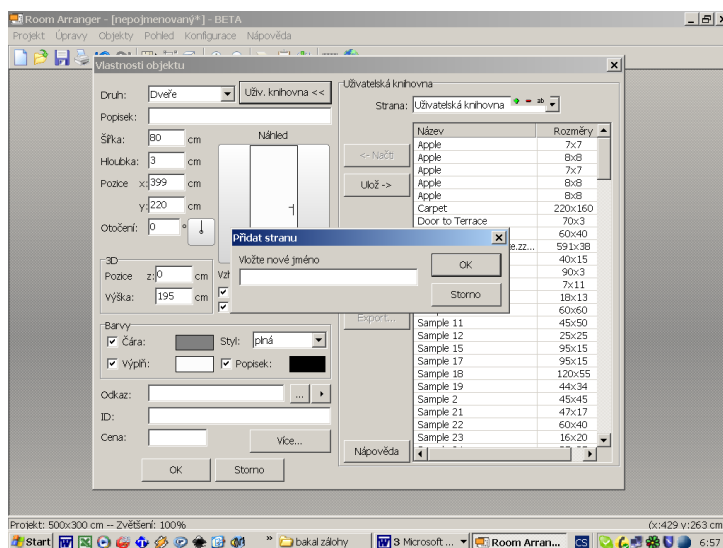 Room Arranger - [nepojmenovaný*] - BETA
Projekt Úpravy Objekty Pohled Konfigurace Nápověda
Vlastnosti objektu
Druh: Dveře Uživ. knihovna <<
Popisek:
Šířka: 80 cm Náhled
Hloubka: 3 cm
Pozice x: 399 cm
y: 220 cm
Otočení: 0 °
3D
Pozice z: 0 cm
Výška: 195 cm
Barvy
Čára: Styl: plná
Výplň: Popisek:
Odkaz: ...
ID:
Cena: Více...
OK Storno
Uživatelská knihovna
Strana: Uživatelská knihovna
<- Načti
Ulož ->
Export...
Nápověda
Název Rozměry
Apple 7x7
Apple 8x8
Apple 7x7
Apple 8x8
Apple 8x8
Carpet 220x160
Door to Terrace 70x3
60x40
e.zz... 591x38
40x15
90x3
7x11
18x13
60x60
Sample 11 45x50
Sample 12 25x25
Sample 15 95x15
Sample 17 95x15
Sample 18 120x55
Sample 19 44x34
Sample 2 45x45
Sample 21 47x17
Sample 22 60x40
Sample 23 16x20
Přidat stranu
Vložte nové jméno
OK
Storno
Projekt: 500x300 cm -- Zvětšení: 100% (x:429 y:263 cm
Start » bakal zálohy 3 Microsoft ... Room Arran... CS 6:57